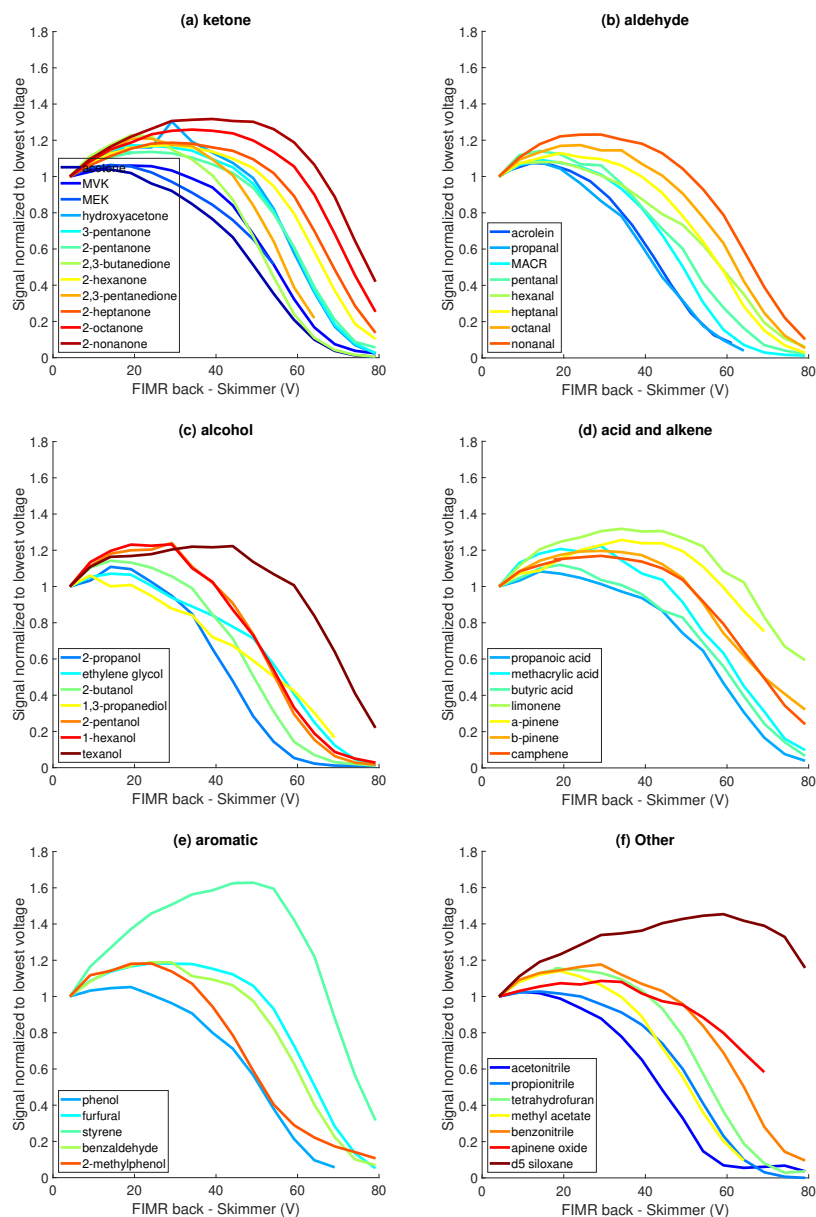 (a) ketone
Signal normalized to lowest voltage
1.8
1.6
1.4
1.2
1
0.8
0.6
0.4
0.2
0
acetone
MVK
MEK
hydroxyacetone
3-pentanone
2-pentanone
2,3-butanedione
2-hexanone
2,3-pentanedione
2-heptanone
2-octanone
2-nonanone
0 20 40 60 80
FIMR back - Skimmer (V)
(b) aldehyde
Signal normalized to lowest voltage
1.8
1.6
1.4
1.2
1
0.8
0.6
0.4
0.2
0
acrolein
propanal
MACR
pentanal
hexanal
heptanal
octanal
nonanal
0 20 40 60 80
FIMR back - Skimmer (V)
(c) alcohol
Signal normalized to lowest voltage
1.8
1.6
1.4
1.2
1
0.8
0.6
0.4
0.2
0
2-propanol
ethylene glycol
2-butanol
1,3-propanediol
2-pentanol
1-hexanol
texanol
0 20 40 60 80
FIMR back - Skimmer (V)
(d) acid and alkene
Signal normalized to lowest voltage
1.8
1.6
1.4
1.2
1
0.8
0.6
0.4
0.2
0
propanoic acid
methacrylic acid
butyric acid
limonene
a-pinene
b-pinene
camphene
0 20 40 60 80
FIMR back - Skimmer (V)
(e) aromatic
Signal normalized to lowest voltage
1.8
1.6
1.4
1.2
1
0.8
0.6
0.4
0.2
0
phenol
furfural
styrene
benzaldehyde
2-methylphenol
0 20 40 60 80
FIMR back - Skimmer (V)
(f) Other
Signal normalized to lowest voltage
1.8
1.6
1.4
1.2
1
0.8
0.6
0.4
0.2
0
acetonitrile
propionitrile
tetrahydrofuran
methyl acetate
benzonitrile
apinene oxide
d5 siloxane
0 20 40 60 80
FIMR back - Skimmer (V)